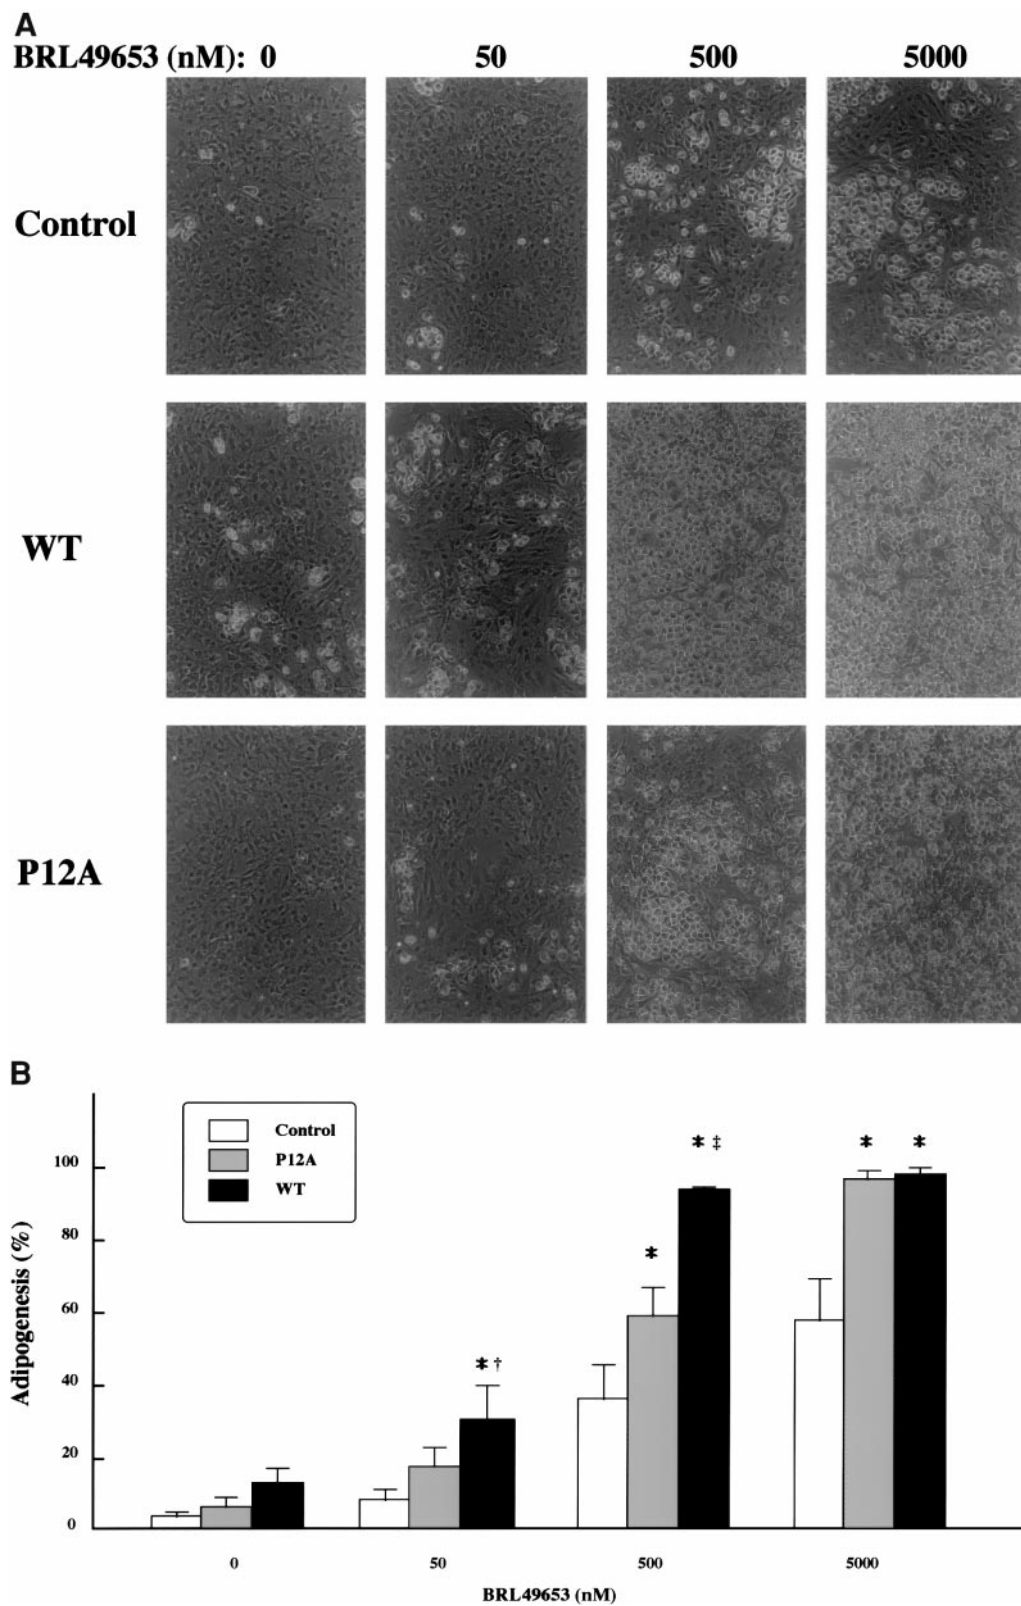 A
BRL49653 (nM): 0 50 500 5000
Control
WT
P12A
B
Control
P12A
WT
* ‡ * *
100
80
*
60
* †
40
20
0
Adipogenesis (%)
0 50 500 5000
BRL49653 (nM)